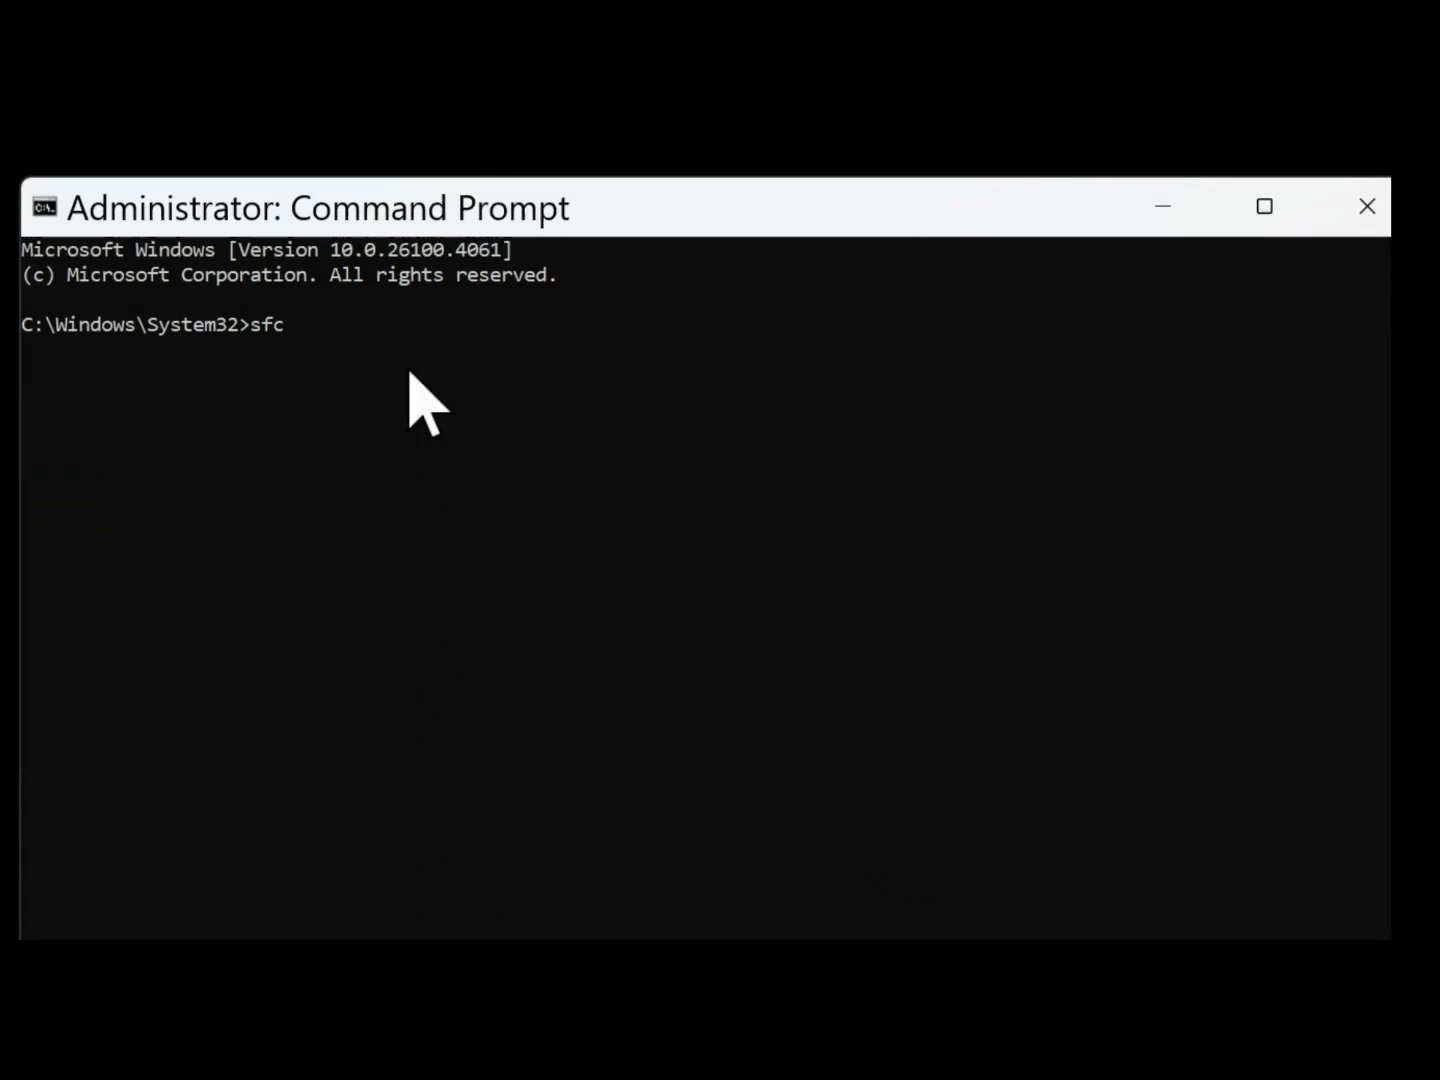 Administrator: Command Prompt
Microsoft Windows [Version 10.0.26100.4061]
(c) Microsoft Corporation. All rights reserved.
C:\Windows\System32>sfc